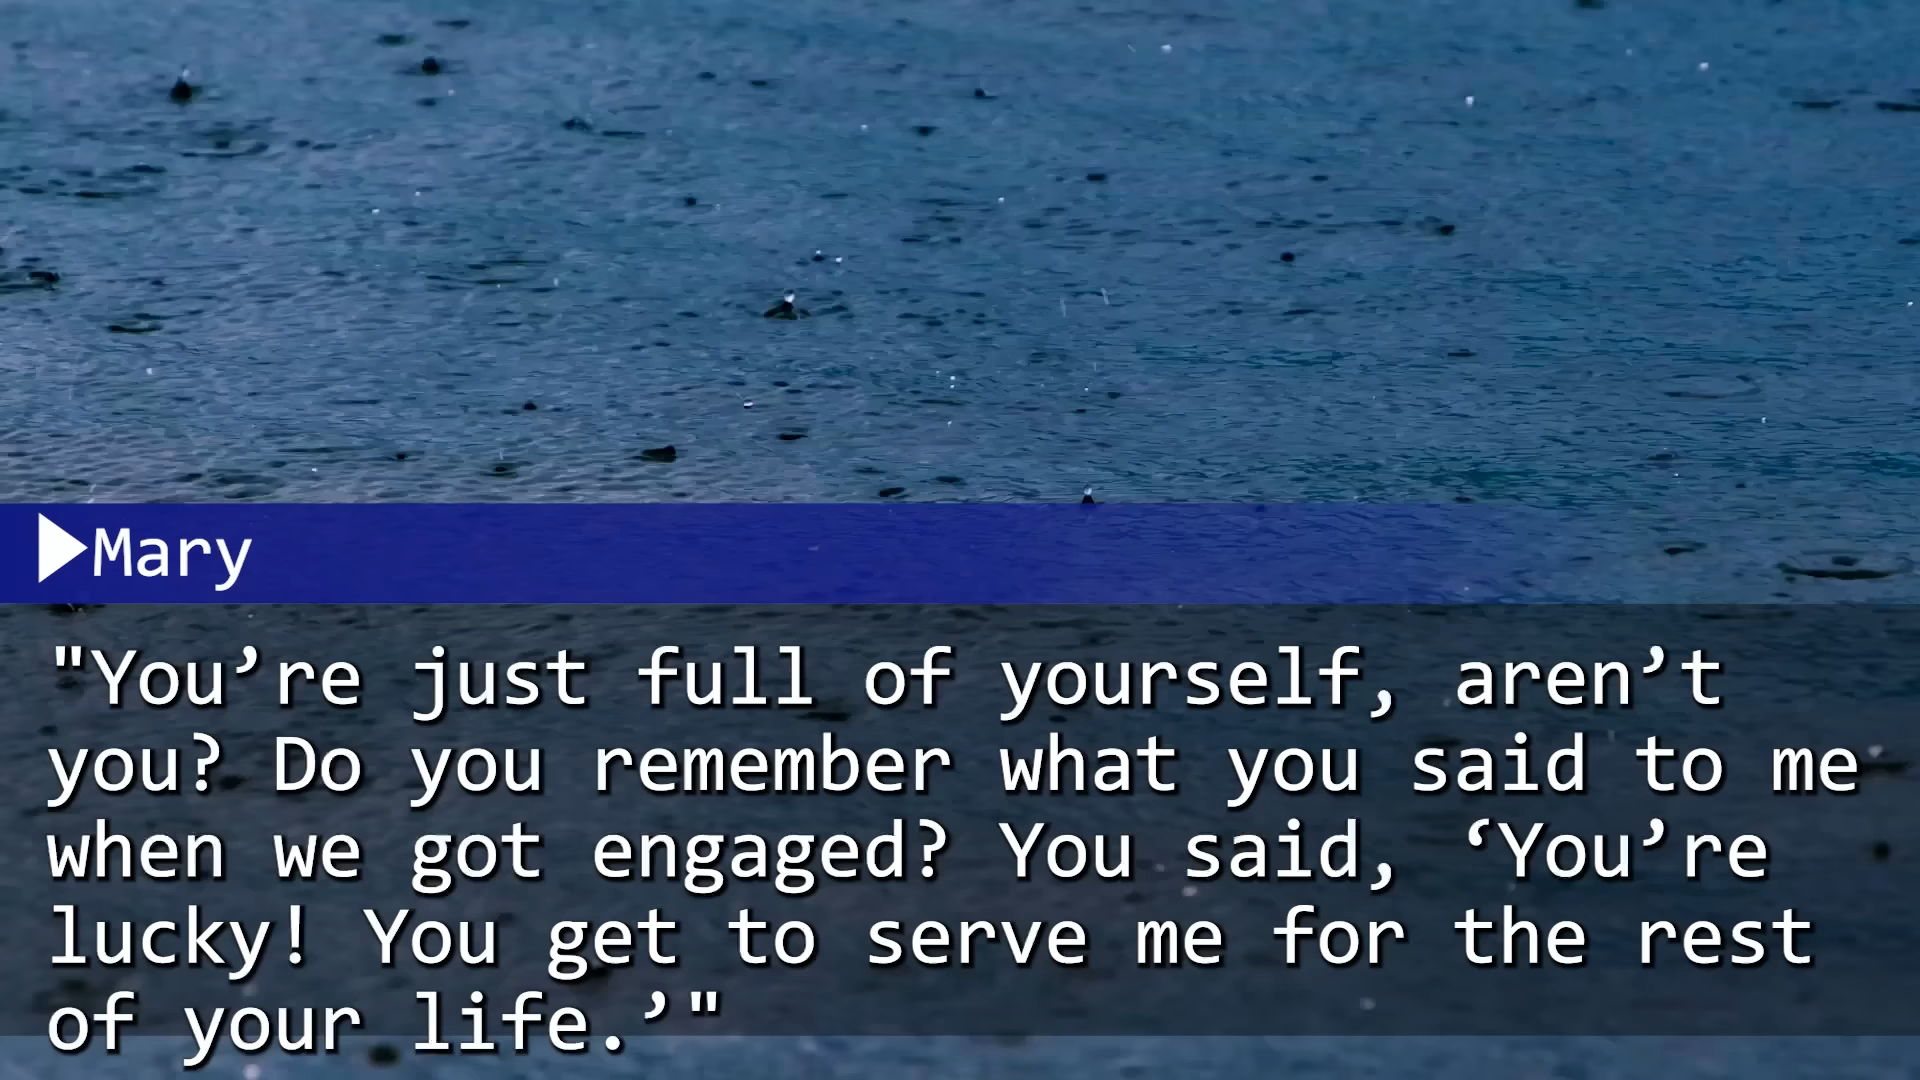 ▶Mary
"You’re just full of yourself, aren’t
you? Do you remember what you said to me
when we got engaged? You said, ‘You’re
lucky! You get to serve me for the rest
of your life.’"